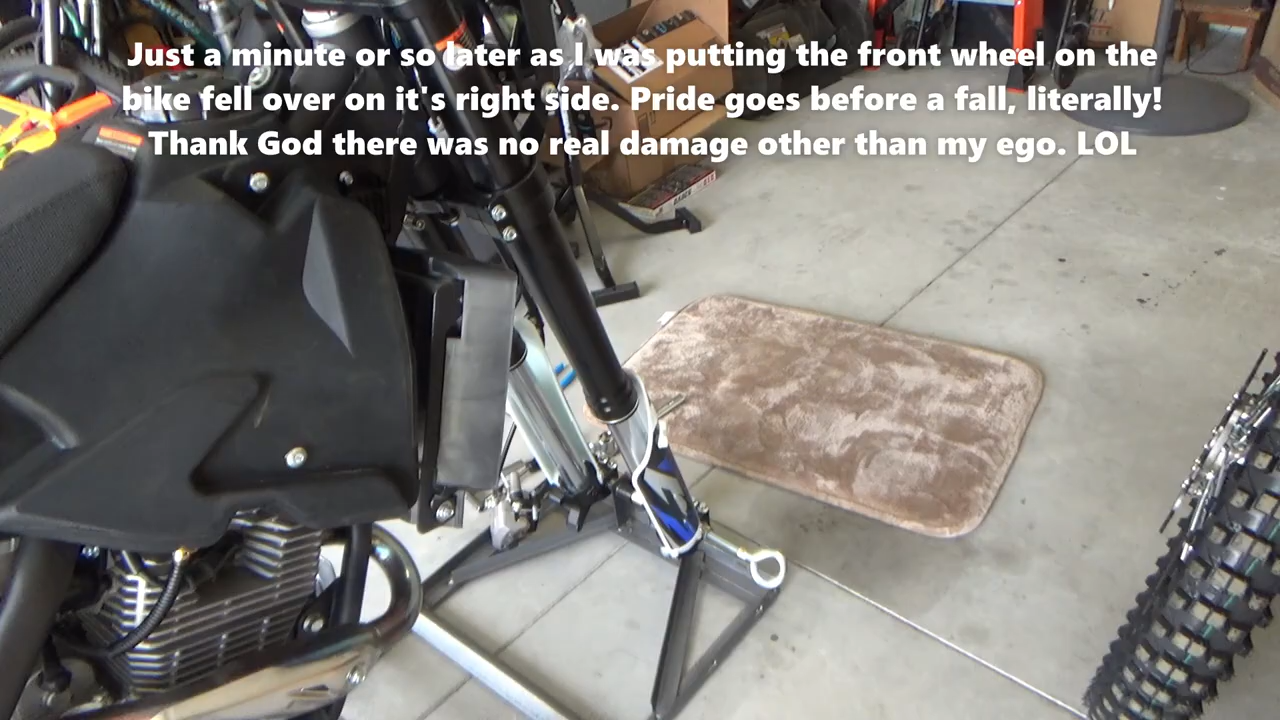 Just a minute or so later as I was putting the front wheel on the
bike fell over on it's right side. Pride goes before a fall, literally!
Thank God there was no real damage other than my ego. LOL